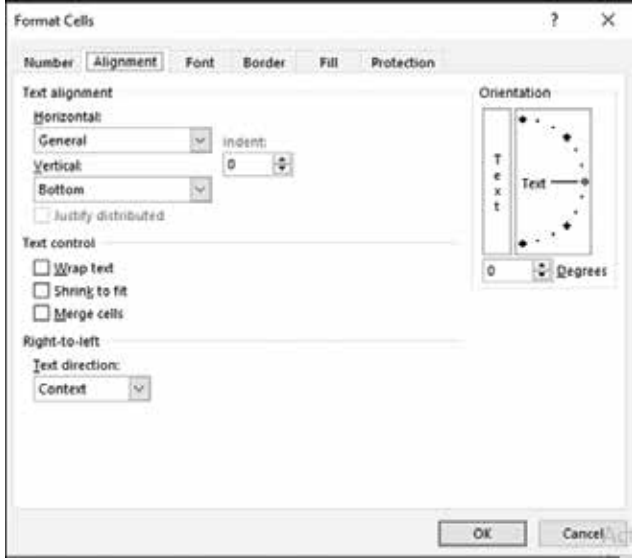 Format Cells ? ×
Number Alignment Font Border Fill Protection
Text alignment
Horizontal:
General
Indent:
Vertical:
0
Bottom
Justify distributed
Text control
Wrap text
Shrink to fit
Merge cells
Right-to-left
Text direction:
Context
Orientation
Text
Text
0 Degrees
OK Cancel